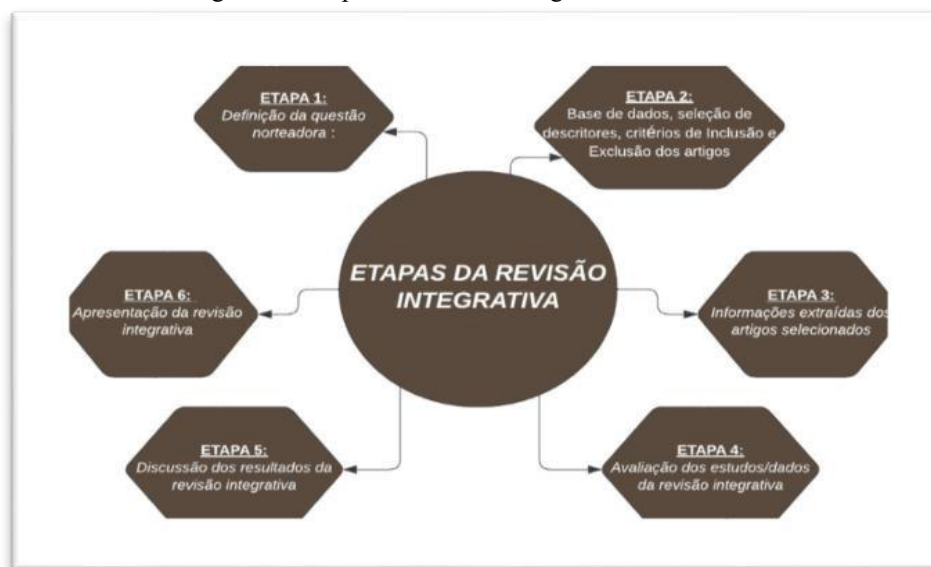 ETAPA 1:
Definição da questão
norteadora :
ETAPA 2:
Base de dados, seleção de
descritores, critérios de Inclusão e
Exclusão dos artigos
ETAPAS DA REVISÃO
INTEGRATIVA
ETAPA 6:
Apresentação da revisão
integrativa
ETAPA 3:
Informações extraídas dos
artigos selecionados
ETAPA 5:
Discussão dos resultados da
revisão integrativa
ETAPA 4:
Avaliação dos estudos/dados
da revisão integrativa